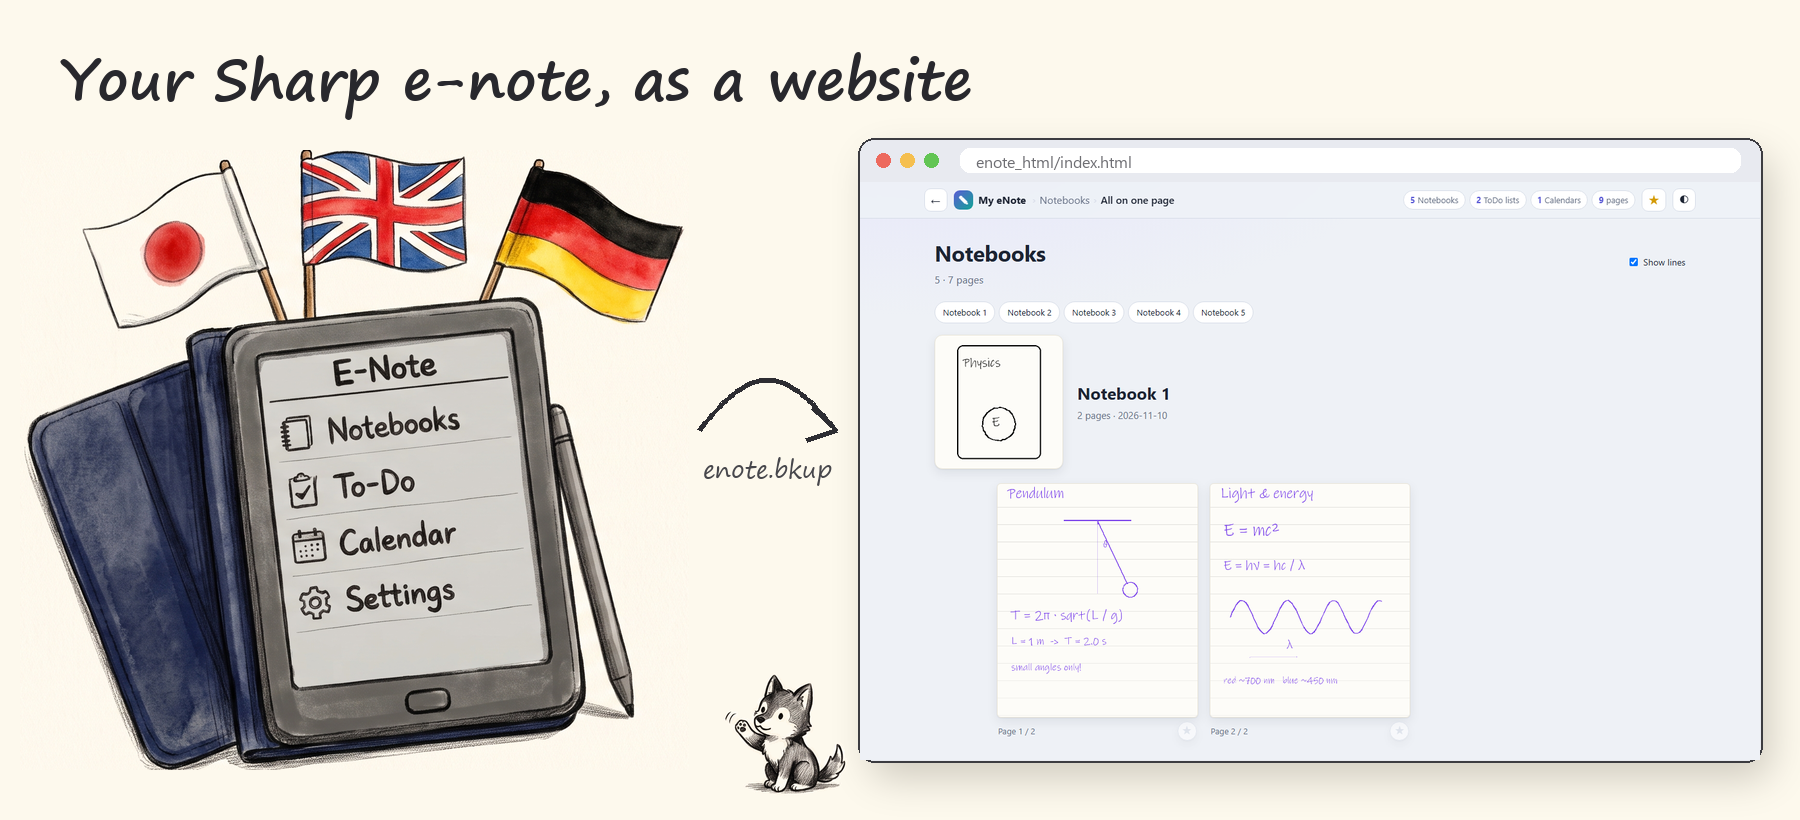 Your Sharp e-note, as a website
E-Note
Notebooks
To-Do
Calendar
Settings
enote.bkup
enote_html/index.html
← My eNote · Notebooks · All on one page
5 Notebooks 2 ToDo lists 1 Calendars 9 pages
Notebooks
5 · 7 pages
Show lines
Notebook 1 Notebook 2 Notebook 3 Notebook 4 Notebook 5
Physics
E
Notebook 1
2 pages · 2026-11-10
Pendulum
θ
T = 2π · sqrt(L / g)
L = 1 m -> T = 2.0 s
small angles only!
Page 1 / 2
Light & energy
E = mc²
E = hν = hc / λ
λ
red ~700 nm blue ~450 nm
Page 2 / 2